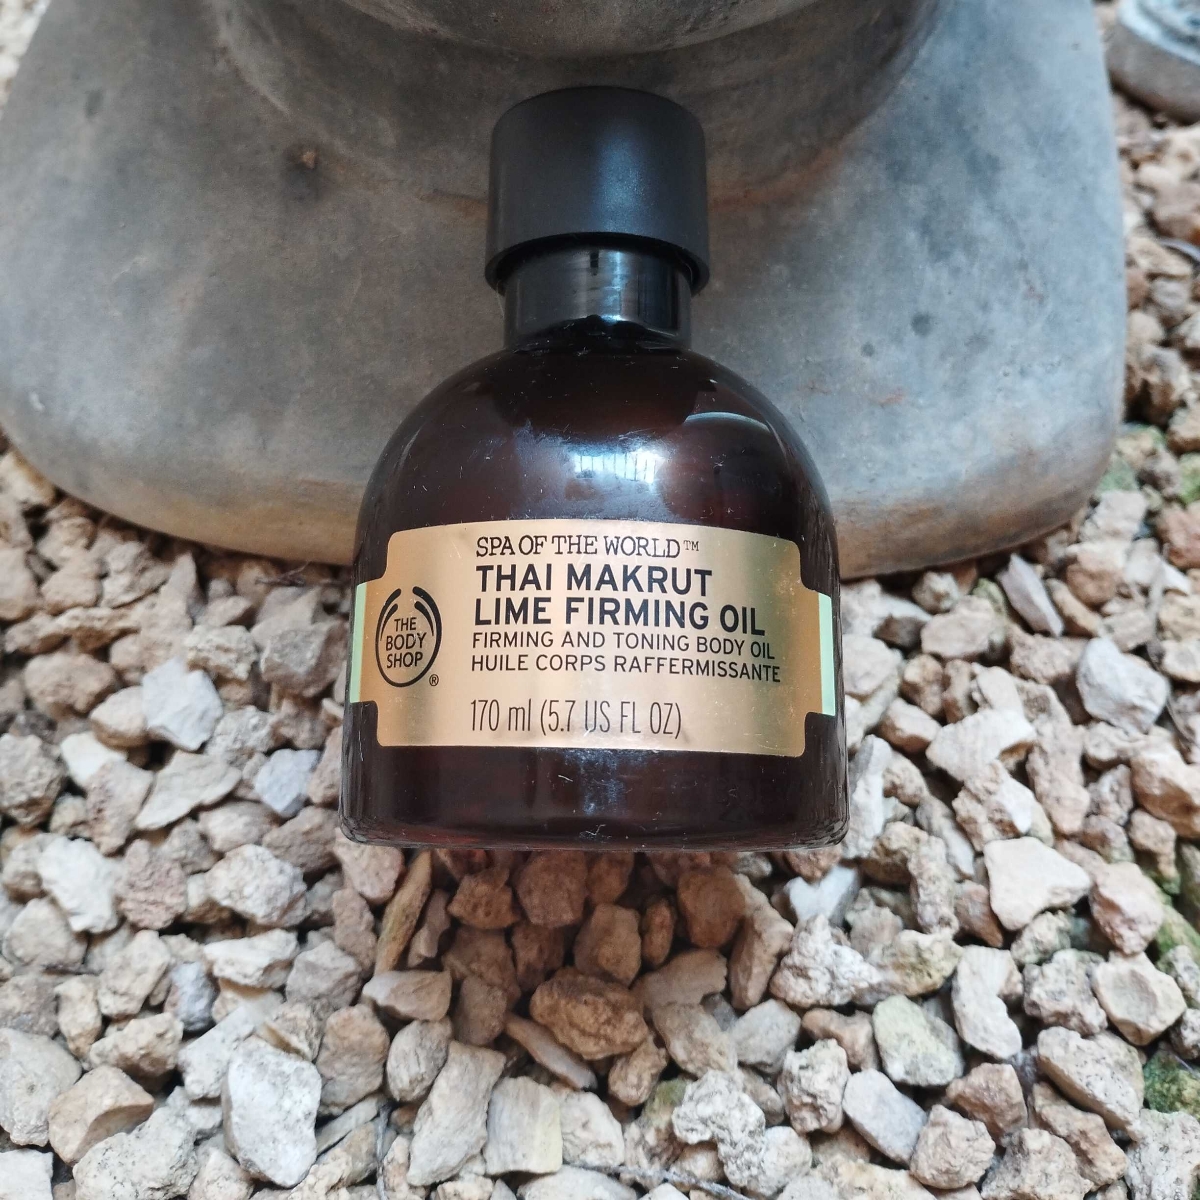 SPA OF THE WORLD™
THAI MAKRUT
LIME FIRMING OIL
FIRMING AND TONING BODY OIL
HUILE CORPS RAFFERMISSANTE
170 ml (5.7 US FL OZ)
THE
BODY
SHOP®